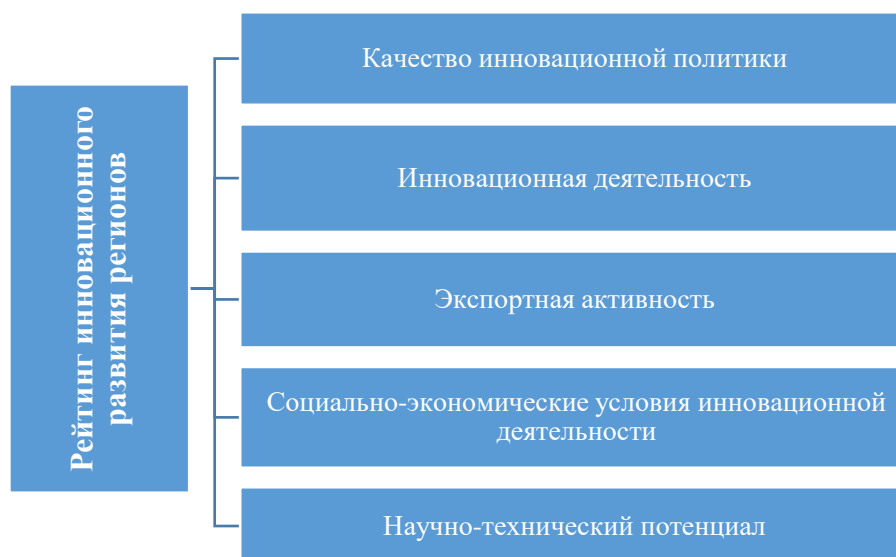 Рейтинг инновационного
развития регионов
Качество инновационной политики
Инновационная деятельность
Экспортная активность
Социально-экономические условия инновационной
деятельности
Научно-технический потенциал